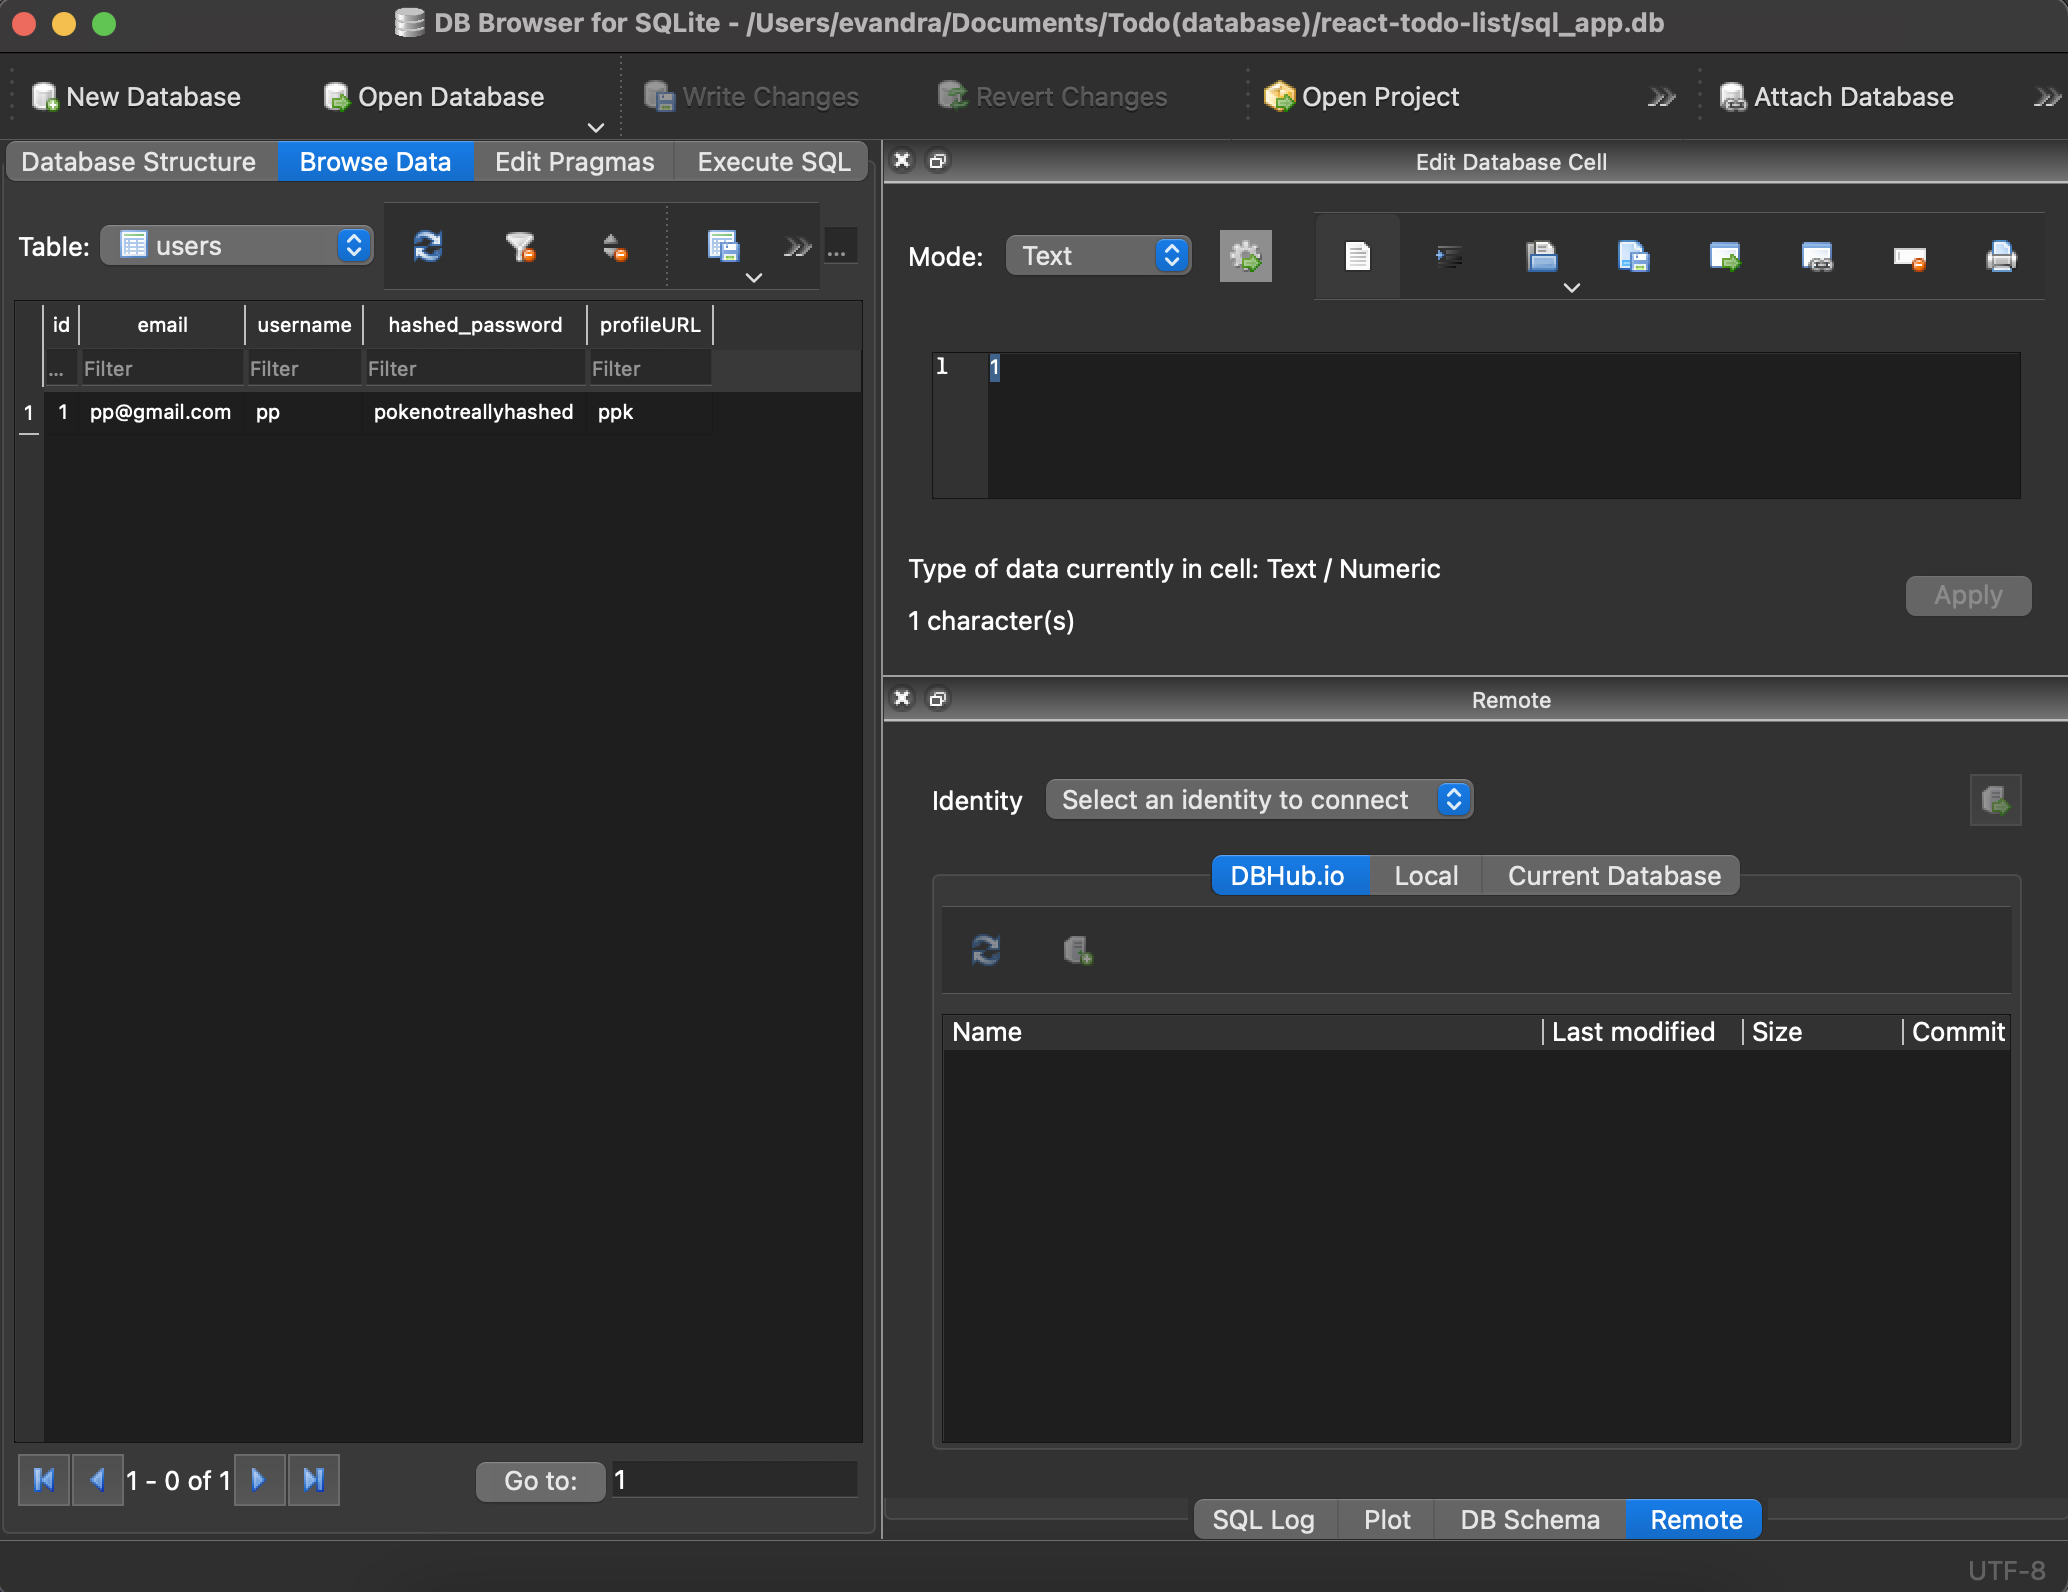 DB Browser for SQLite - /Users/evandra/Documents/Todo(database)/react-todo-list/sql_app.db
New Database Open Database Write Changes Revert Changes Open Project Attach Database
Database Structure Browse Data Edit Pragmas Execute SQL
Table: users ...
id email username hashed_password profileURL
... Filter Filter Filter Filter
1 1 pp@gmail.com pp pokenotreallyhashed ppk
1 - 0 of 1 Go to: 1
Edit Database Cell
Mode: Text
1 1
Type of data currently in cell: Text / Numeric
1 character(s)
Apply
Remote
Identity Select an identity to connect
DBHub.io Local Current Database
Name Last modified Size Commit
SQL Log Plot DB Schema Remote
UTF-8